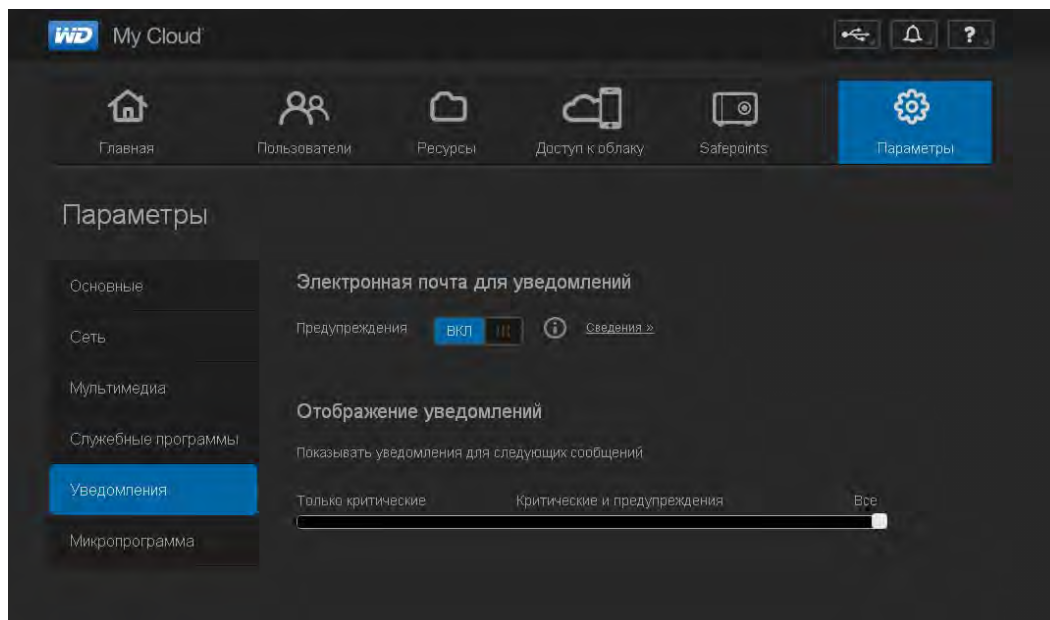 WD My Cloud
?
Главная
Пользователи
Ресурсы
Доступ к облаку
Safepoints
Параметры
Параметры
Основные
Сеть
Мультимедиа
Служебные программы
Уведомления
Микропрограмма
Электронная почта для уведомлений
Предупреждения ВКЛ Сведения »
Отображение уведомлений
Показывать уведомления для следующих сообщений
Только критические Критические и предупреждения Все